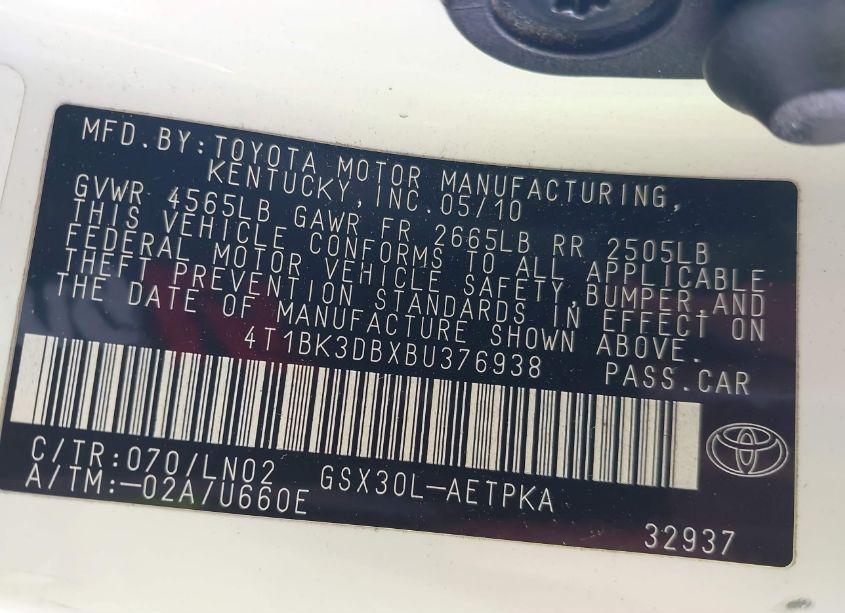 MFD.BY:TOYOTA MOTOR MANUFACTURING,
KENTUCKY,INC.05/10
GVWR 4565LB GAWR FR 2665LB RR 2505LB
THIS VEHICLE CONFORMS TO ALL APPLICABLE
FEDERAL MOTOR VEHICLE SAFETY,BUMPER,AND
THEFT PREVENTION STANDARDS IN EFFECT ON
THE DATE OF MANUFACTURE SHOWN ABOVE.
4T1BK3DBXBU376938 PASS.CAR
C/TR:070/LN02 GSX30L-AETPKA
A/TM:-02A/U660E
32937